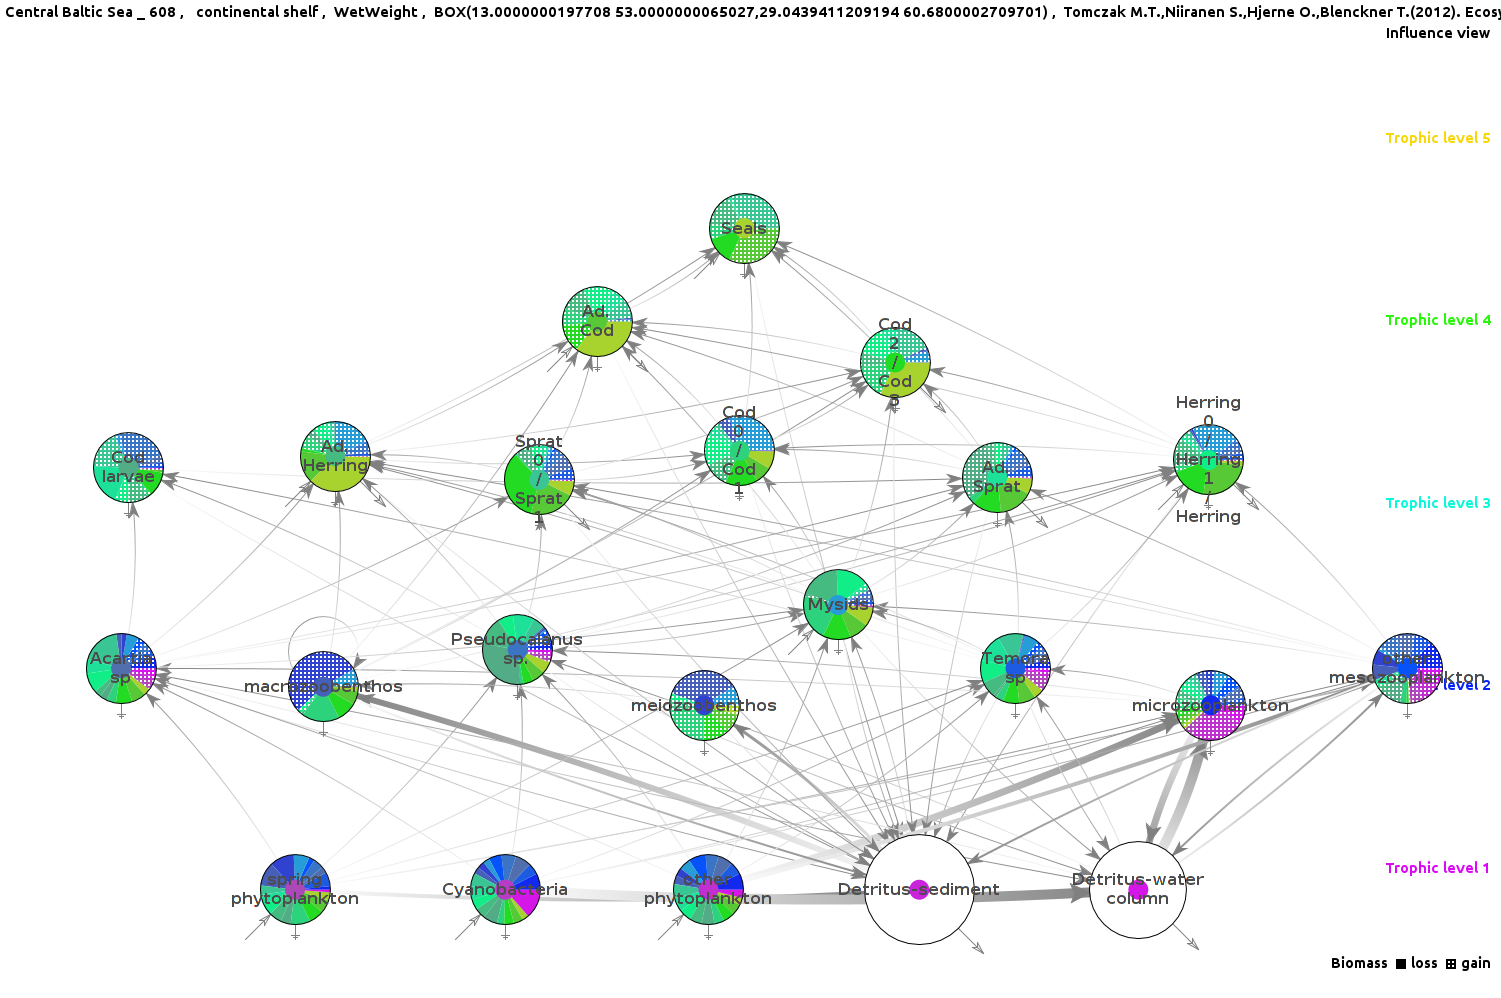 Central Baltic Sea _ 608 ,   continental shelf ,  WetWeight ,  BOX(13.0000000197708 53.0000000065027,29.0439411209194 60.6800002709701) ,  Tomczak M.T.,Niiranen S.,Hjerne O.,Blenckner T.(2012). Ecosy
Influence view
Trophic level 5
Seals
Ad.
Cod
Trophic level 4
Cod
2
/
Cod
3
Cod
larvae
Ad.
Herring
Sprat
0
/
Sprat
1
Cod
0
/
Cod
1
Ad.
Sprat
Herring
0
/
Herring
1
/
Herring
Trophic level 3
Mysids
Acartia
sp
macrozoobenthos
Pseudocalanus
sp.
meiozoobenthos
Temora
sp
microzooplankton
other
mesozooplankton
level 2
spring
phytoplankton
Cyanobacteria
other
phytoplankton
Detritus-sediment
Detritus-water
column
Trophic level 1
Biomass loss gain